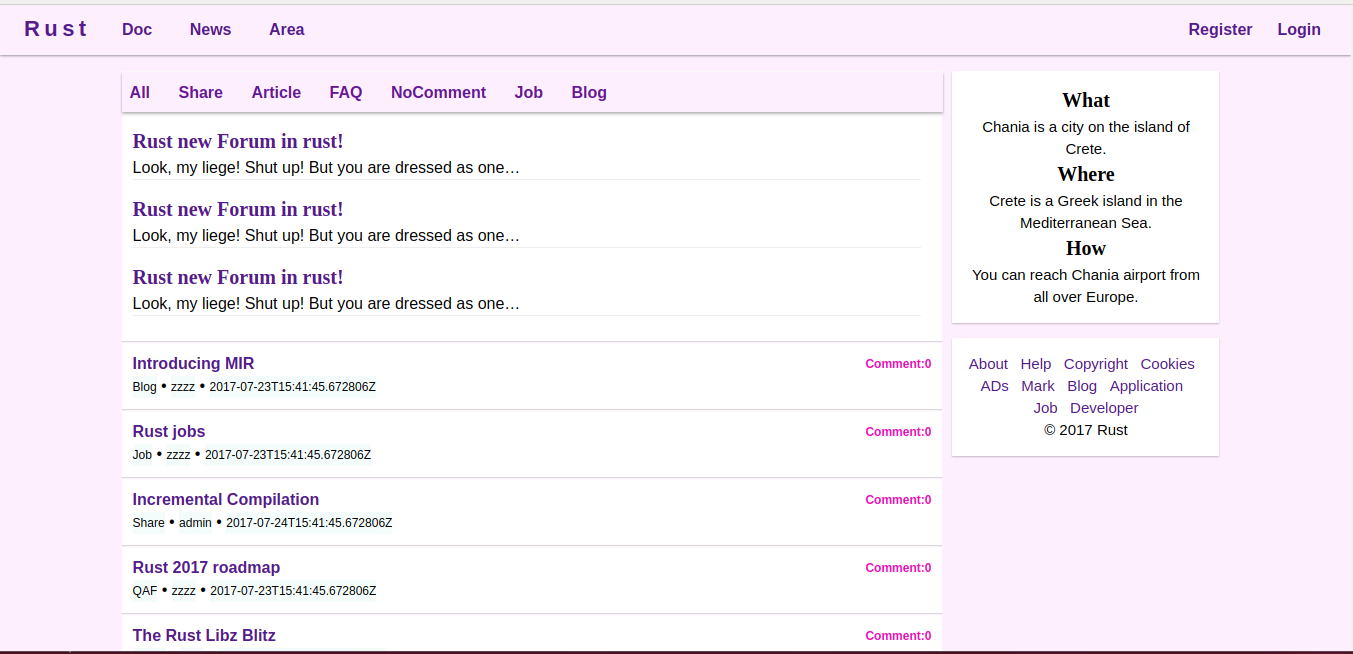 Rust Doc News Area Register Login
All Share Article FAQ NoComment Job Blog
Rust new Forum in rust!
Look, my liege! Shut up! But you are dressed as one…
Rust new Forum in rust!
Look, my liege! Shut up! But you are dressed as one…
Rust new Forum in rust!
Look, my liege! Shut up! But you are dressed as one…
Introducing MIR Comment:0
Blog • zzzz • 2017-07-23T15:41:45.672806Z
Rust jobs Comment:0
Job • zzzz • 2017-07-23T15:41:45.672806Z
Incremental Compilation Comment:0
Share • admin • 2017-07-24T15:41:45.672806Z
Rust 2017 roadmap Comment:0
QAF • zzzz • 2017-07-23T15:41:45.672806Z
The Rust Libz Blitz Comment:0
What
Chania is a city on the island of
Crete.
Where
Crete is a Greek island in the
Mediterranean Sea.
How
You can reach Chania airport from
all over Europe.
About Help Copyright Cookies
ADs Mark Blog Application
Job Developer
© 2017 Rust